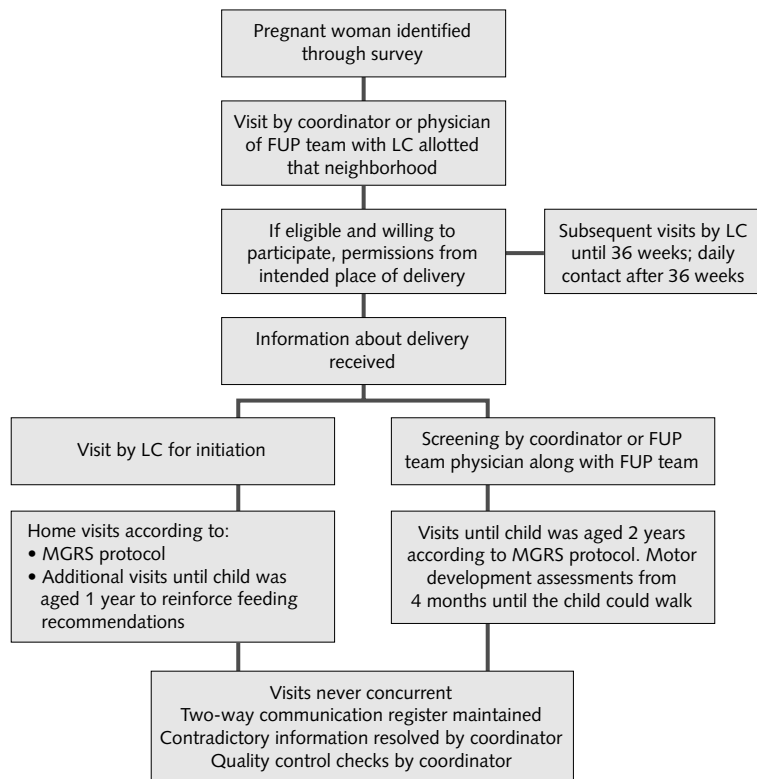 Pregnant woman identified
through survey
Visit by coordinator or physician
of FUP team with LC allotted
that neighborhood
If eligible and willing to
participate, permissions from
intended place of delivery
Subsequent visits by LC
until 36 weeks; daily
contact after 36 weeks
Information about delivery
received
Visit by LC for initiation
Screening by coordinator or FUP
team physician along with FUP team
Home visits according to:
• MGRS protocol
• Additional visits until child was
aged 1 year to reinforce feeding
recommendations
Visits until child was aged 2 years
according to MGRS protocol. Motor
development assessments from
4 months until the child could walk
Visits never concurrent
Two-way communication register maintained
Contradictory information resolved by coordinator
Quality control checks by coordinator